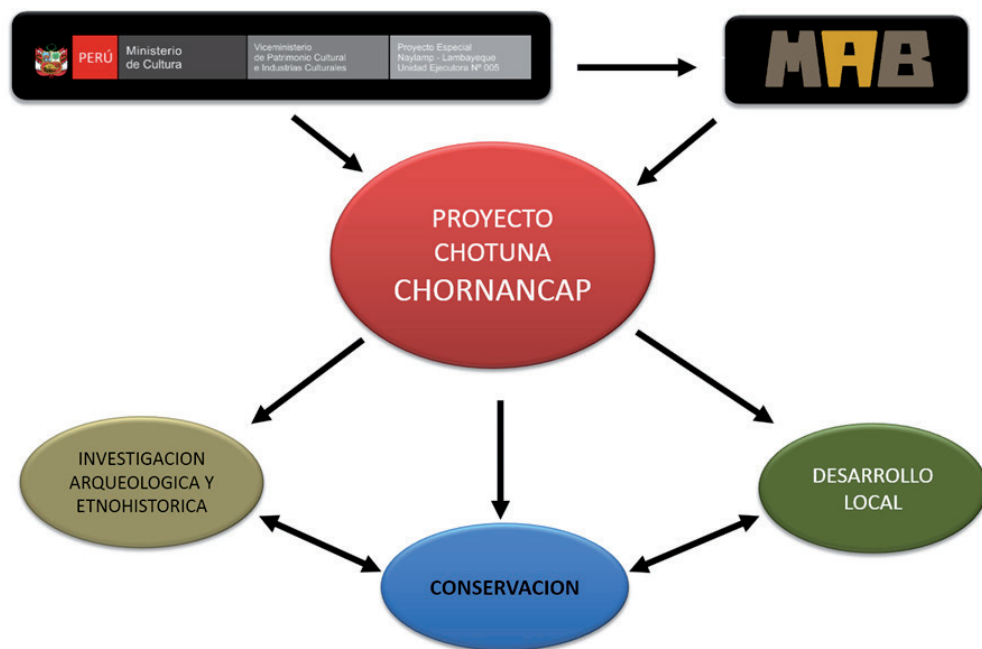 PERÚ
Ministerio
de Cultura
Viceministerio
de Patrimonio Cultural
e Industrias Culturales
Proyecto Especial
Naylamp - Lambayeque
Unidad Ejecutora Nº 005
MAB
PROYECTO
CHOTUNA
CHORNANCAP
INVESTIGACION
ARQUEOLOGICA Y
ETNOHISTORICA
DESARROLLO
LOCAL
CONSERVACION